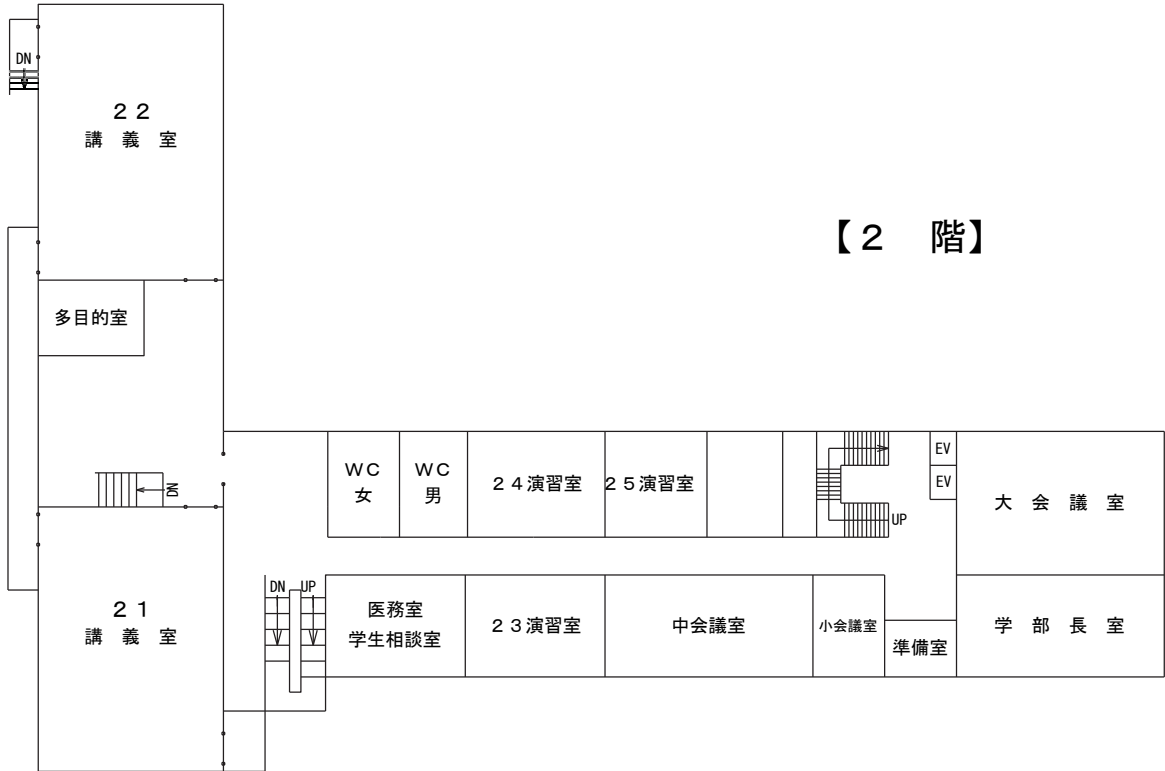 DN
２２
講　義　室
【２　階】
多目的室
ＷＣ
女
ＷＣ
男
２４演習室
２５演習室
EV
EV
大　会　議　室
DN
UP
２１
講　義　室
DN
UP
医務室
学生相談室
２３演習室
中会議室
小会議室
準備室
学　部　長　室